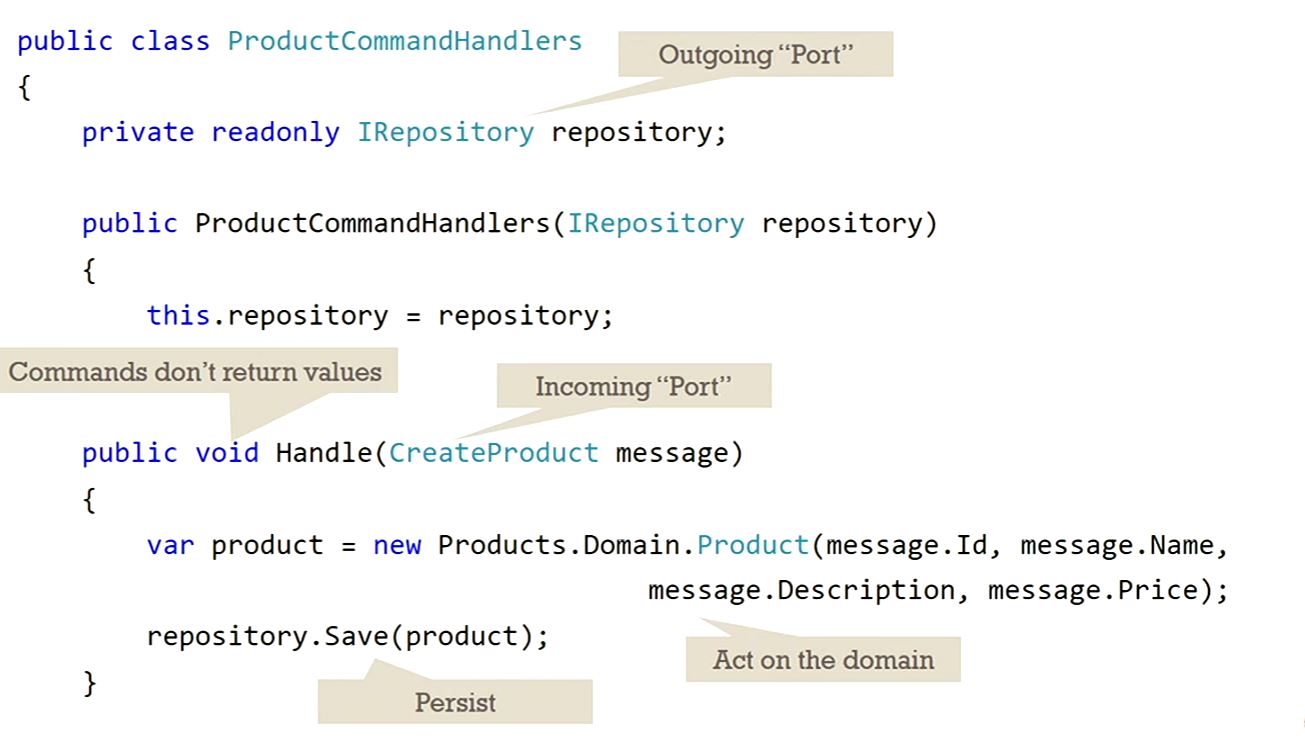 public class ProductCommandHandlers
Outgoing “Port”
{
private readonly IRepository repository;
public ProductCommandHandlers(IRepository repository)
{
this.repository = repository;
Commands don’t return values
Incoming “Port”
public void Handle(CreateProduct message)
{
var product = new Products.Domain.Product(message.Id, message.Name,
message.Description, message.Price);
repository.Save(product);
Act on the domain
}
Persist